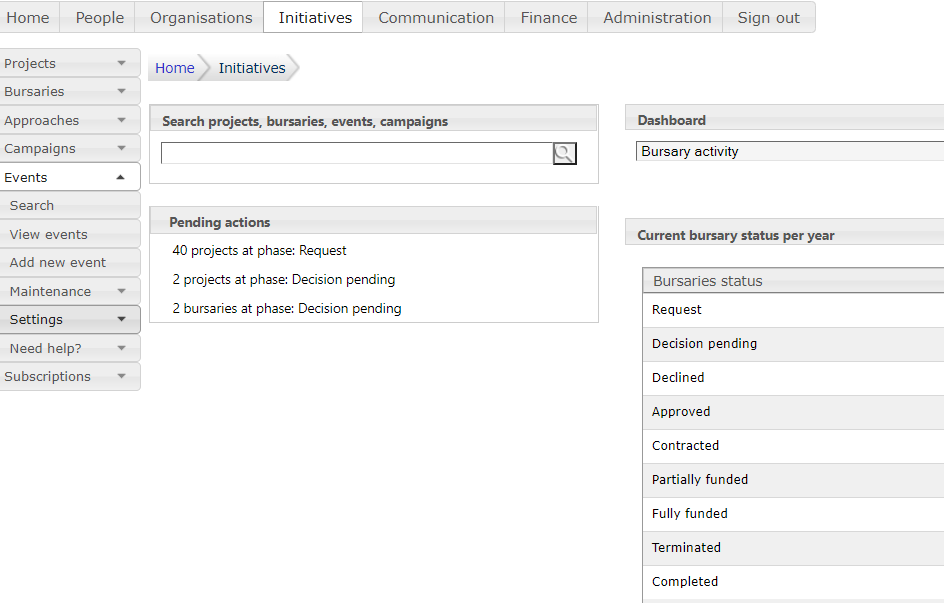 Home People Organisations Initiatives Communication Finance Administration Sign out
Projects
Bursaries
Approaches
Campaigns
Events
Search
View events
Add new event
Maintenance
Settings
Need help?
Subscriptions
Home Initiatives
Search projects, bursaries, events, campaigns
Pending actions
40 projects at phase: Request
2 projects at phase: Decision pending
2 bursaries at phase: Decision pending
Dashboard
Bursary activity
Current bursary status per year
Bursaries status
Request
Decision pending
Declined
Approved
Contracted
Partially funded
Fully funded
Terminated
Completed